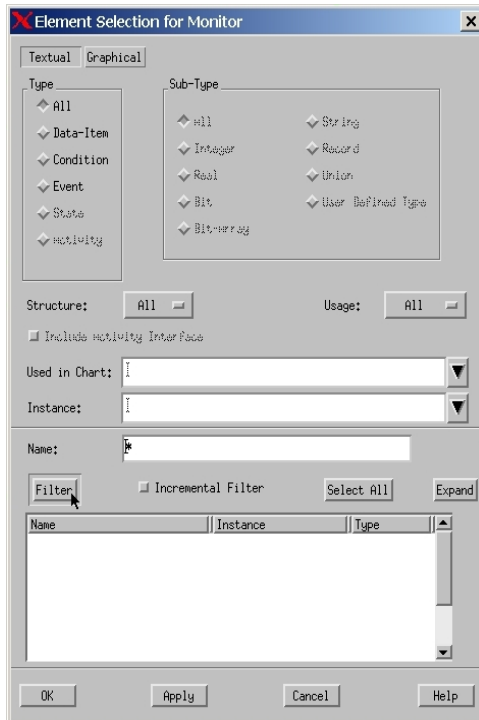 Element Selection for Monitor
Textual Graphical
Type
All
Data-Item
Condition
Event
State
Activity
Sub-Type
All
Integer
Real
Bit
Bit-Array
String
Record
Union
User Defined Type
Structure: All Usage: All
Include Activity Interface
Used in Chart:
Instance:
Name: *
Filter Incremental Filter Select All Expand
Name Instance Type
OK Apply Cancel Help